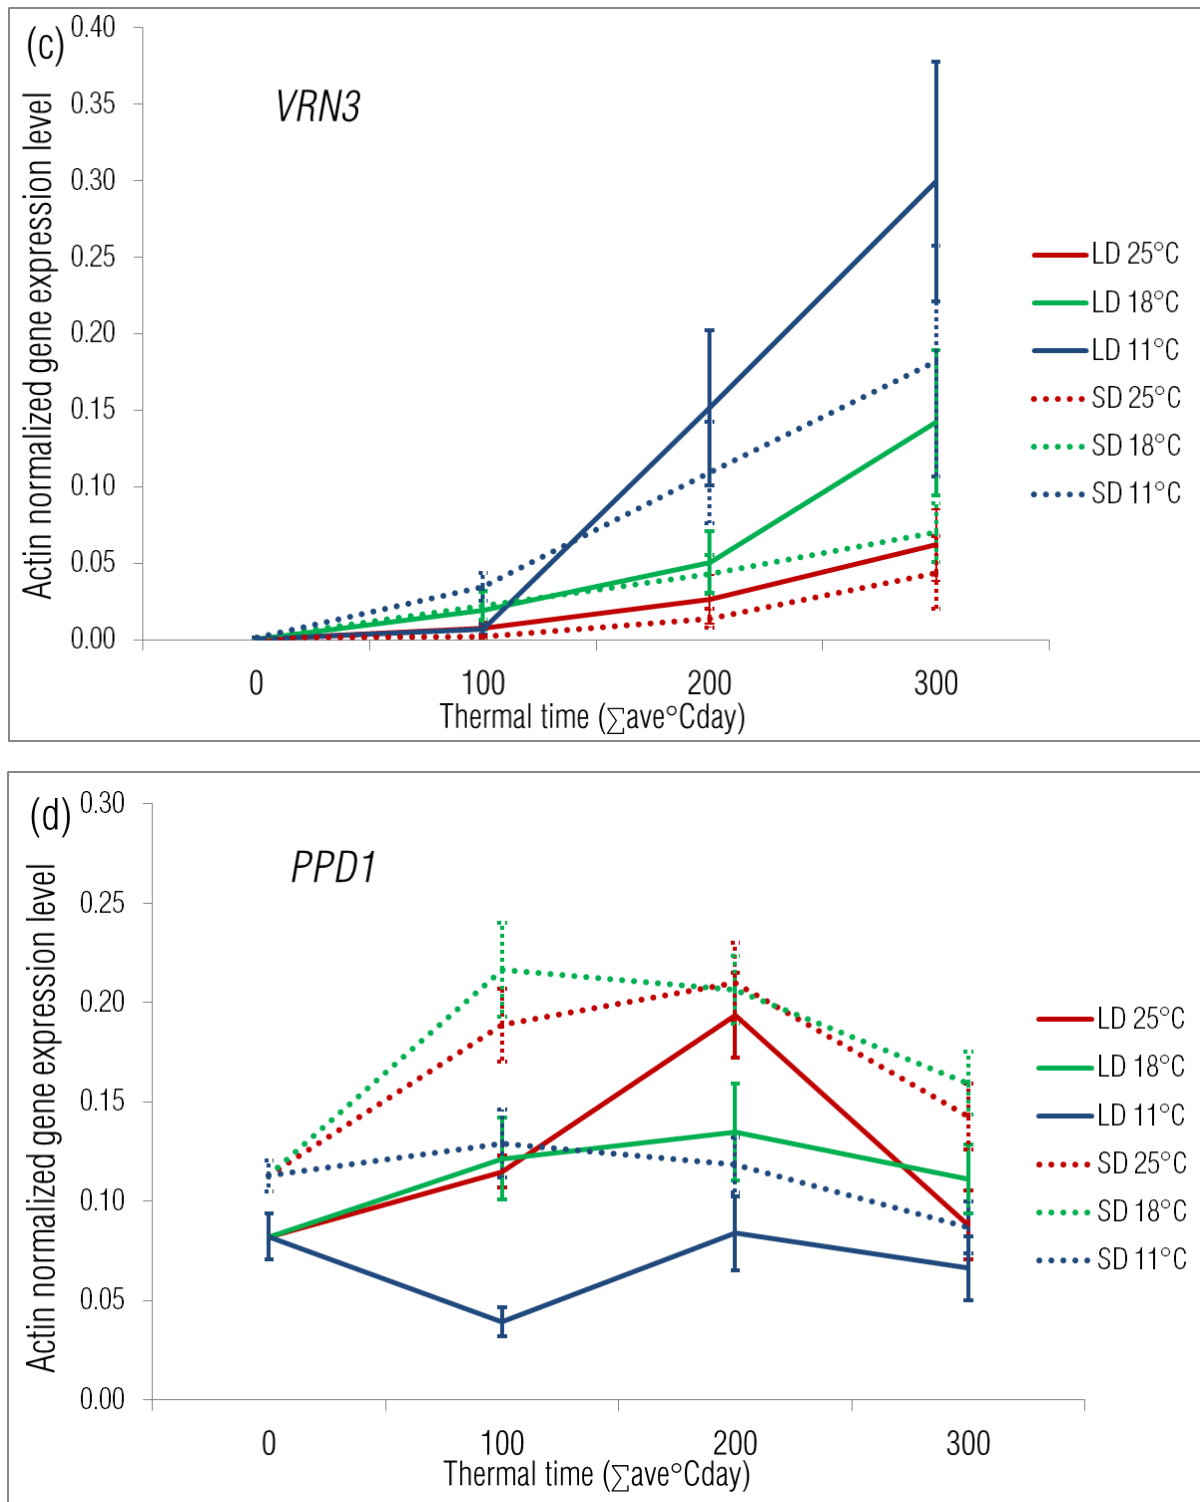 (c)
VRN3
Actin normalized gene expression level
0.40
0.35
0.30
0.25
0.20
0.15
0.10
0.05
0.00
0 100 200 300
Thermal time (∑ave°Cday)
LD 25°C
LD 18°C
LD 11°C
SD 25°C
SD 18°C
SD 11°C
(d)
PPD1
Actin normalized gene expression level
0.30
0.25
0.20
0.15
0.10
0.05
0.00
0 100 200 300
Thermal time (∑ave°Cday)
LD 25°C
LD 18°C
LD 11°C
SD 25°C
SD 18°C
SD 11°C